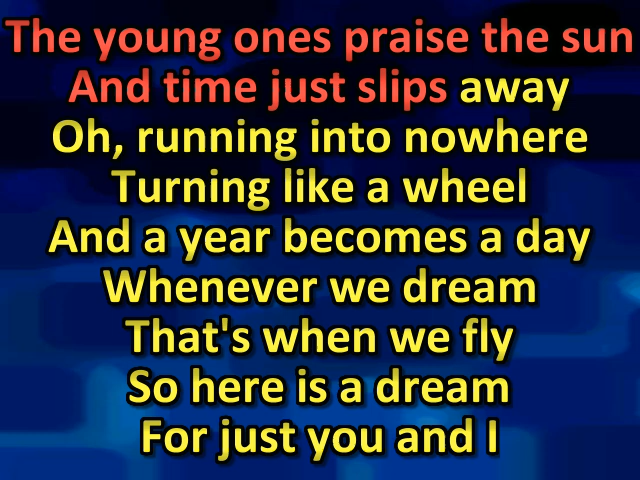 The young ones praise the sun
And time just slips away
Oh, running into nowhere
Turning like a wheel
And a year becomes a day
Whenever we dream
That's when we fly
So here is a dream
For just you and I